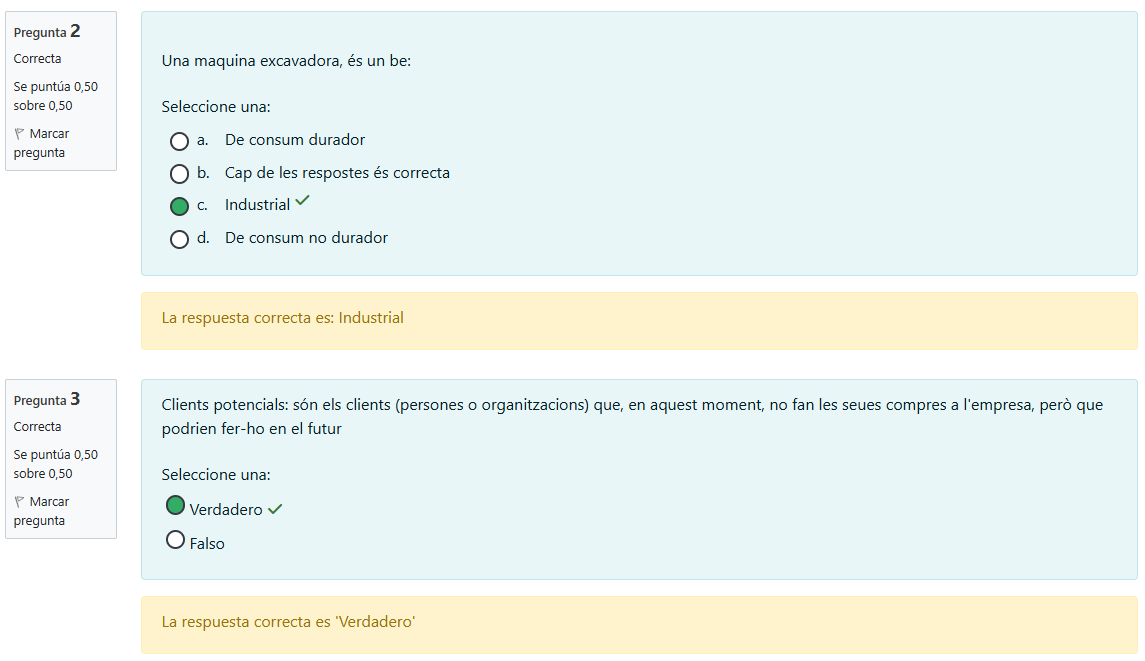 Pregunta 2
Correcta
Se puntúa 0,50
sobre 0,50
Marcar
pregunta
Una maquina excavadora, és un be:
Seleccione una:
a. De consum durador
b. Cap de les respostes és correcta
c. Industrial
d. De consum no durador
La respuesta correcta es: Industrial
Pregunta 3
Correcta
Se puntúa 0,50
sobre 0,50
Marcar
pregunta
Clients potencials: són els clients (persones o organitzacions) que, en aquest moment, no fan les seues compres a l'empresa, però que
podrien fer-ho en el futur
Seleccione una:
Verdadero
Falso
La respuesta correcta es 'Verdadero'